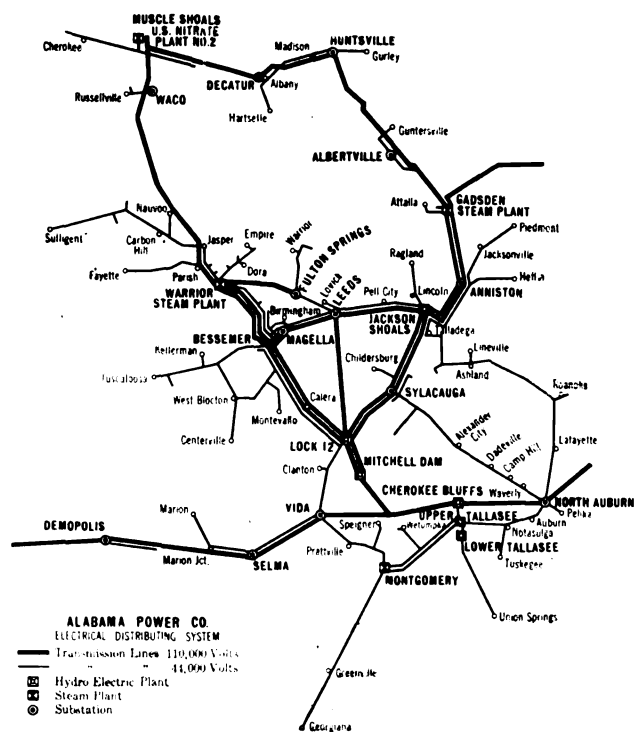 MUSCLE SHOALS
U.S. NITRATE
PLANT NO.2
Cherokee
Madison
HUNTSVILLE
Gurley
DECATUR
Albany
Hartselle
Russellville
WACO
Guntersville
ALBERTVILLE
Attalla
GADSDEN
STEAM PLANT
Nauvoo
Sulligent
Carbon
Hill
Jasper
Empire
Warrior
FULTON SPRINGS
Ragland
Piedmont
Jacksonville
Fayette
Parish
Dora
Lovick
LEEDS
Pell City
Lincoln
Heflin
ANNISTON
WARRIOR
STEAM PLANT
Birmingham
MAGELLA
JACKSON
SHOALS
Talladega
BESSEMER
Kellerman
Childersburg
Lineville
Ashland
Tuscaloosa
West Blocton
Calera
SYLACAUGA
Roanoke
Montevallo
Centerville
LOCK 12
Alexander
City
Dadeville
Camp Hill
Lafayette
Clanton
MITCHELL DAM
CHEROKEE BLUFFS
Waverly
NORTH AUBURN
Marion
VIDA
Speigner
Wetumpka
UPPER TALLASEE
Auburn
Pelika
Notasulga
DEMOPOLIS
Marion Jct.
SELMA
Prattville
LOWER TALLASEE
Tuskegee
MONTGOMERY
Union Springs
ALABAMA POWER CO.
ELECTRICAL DISTRIBUTING SYSTEM
Transmission Lines 110,000 Volts
" " 44,000 Volts
Hydro Electric Plant
Steam Plant
Substation
Greenville
Georgiana